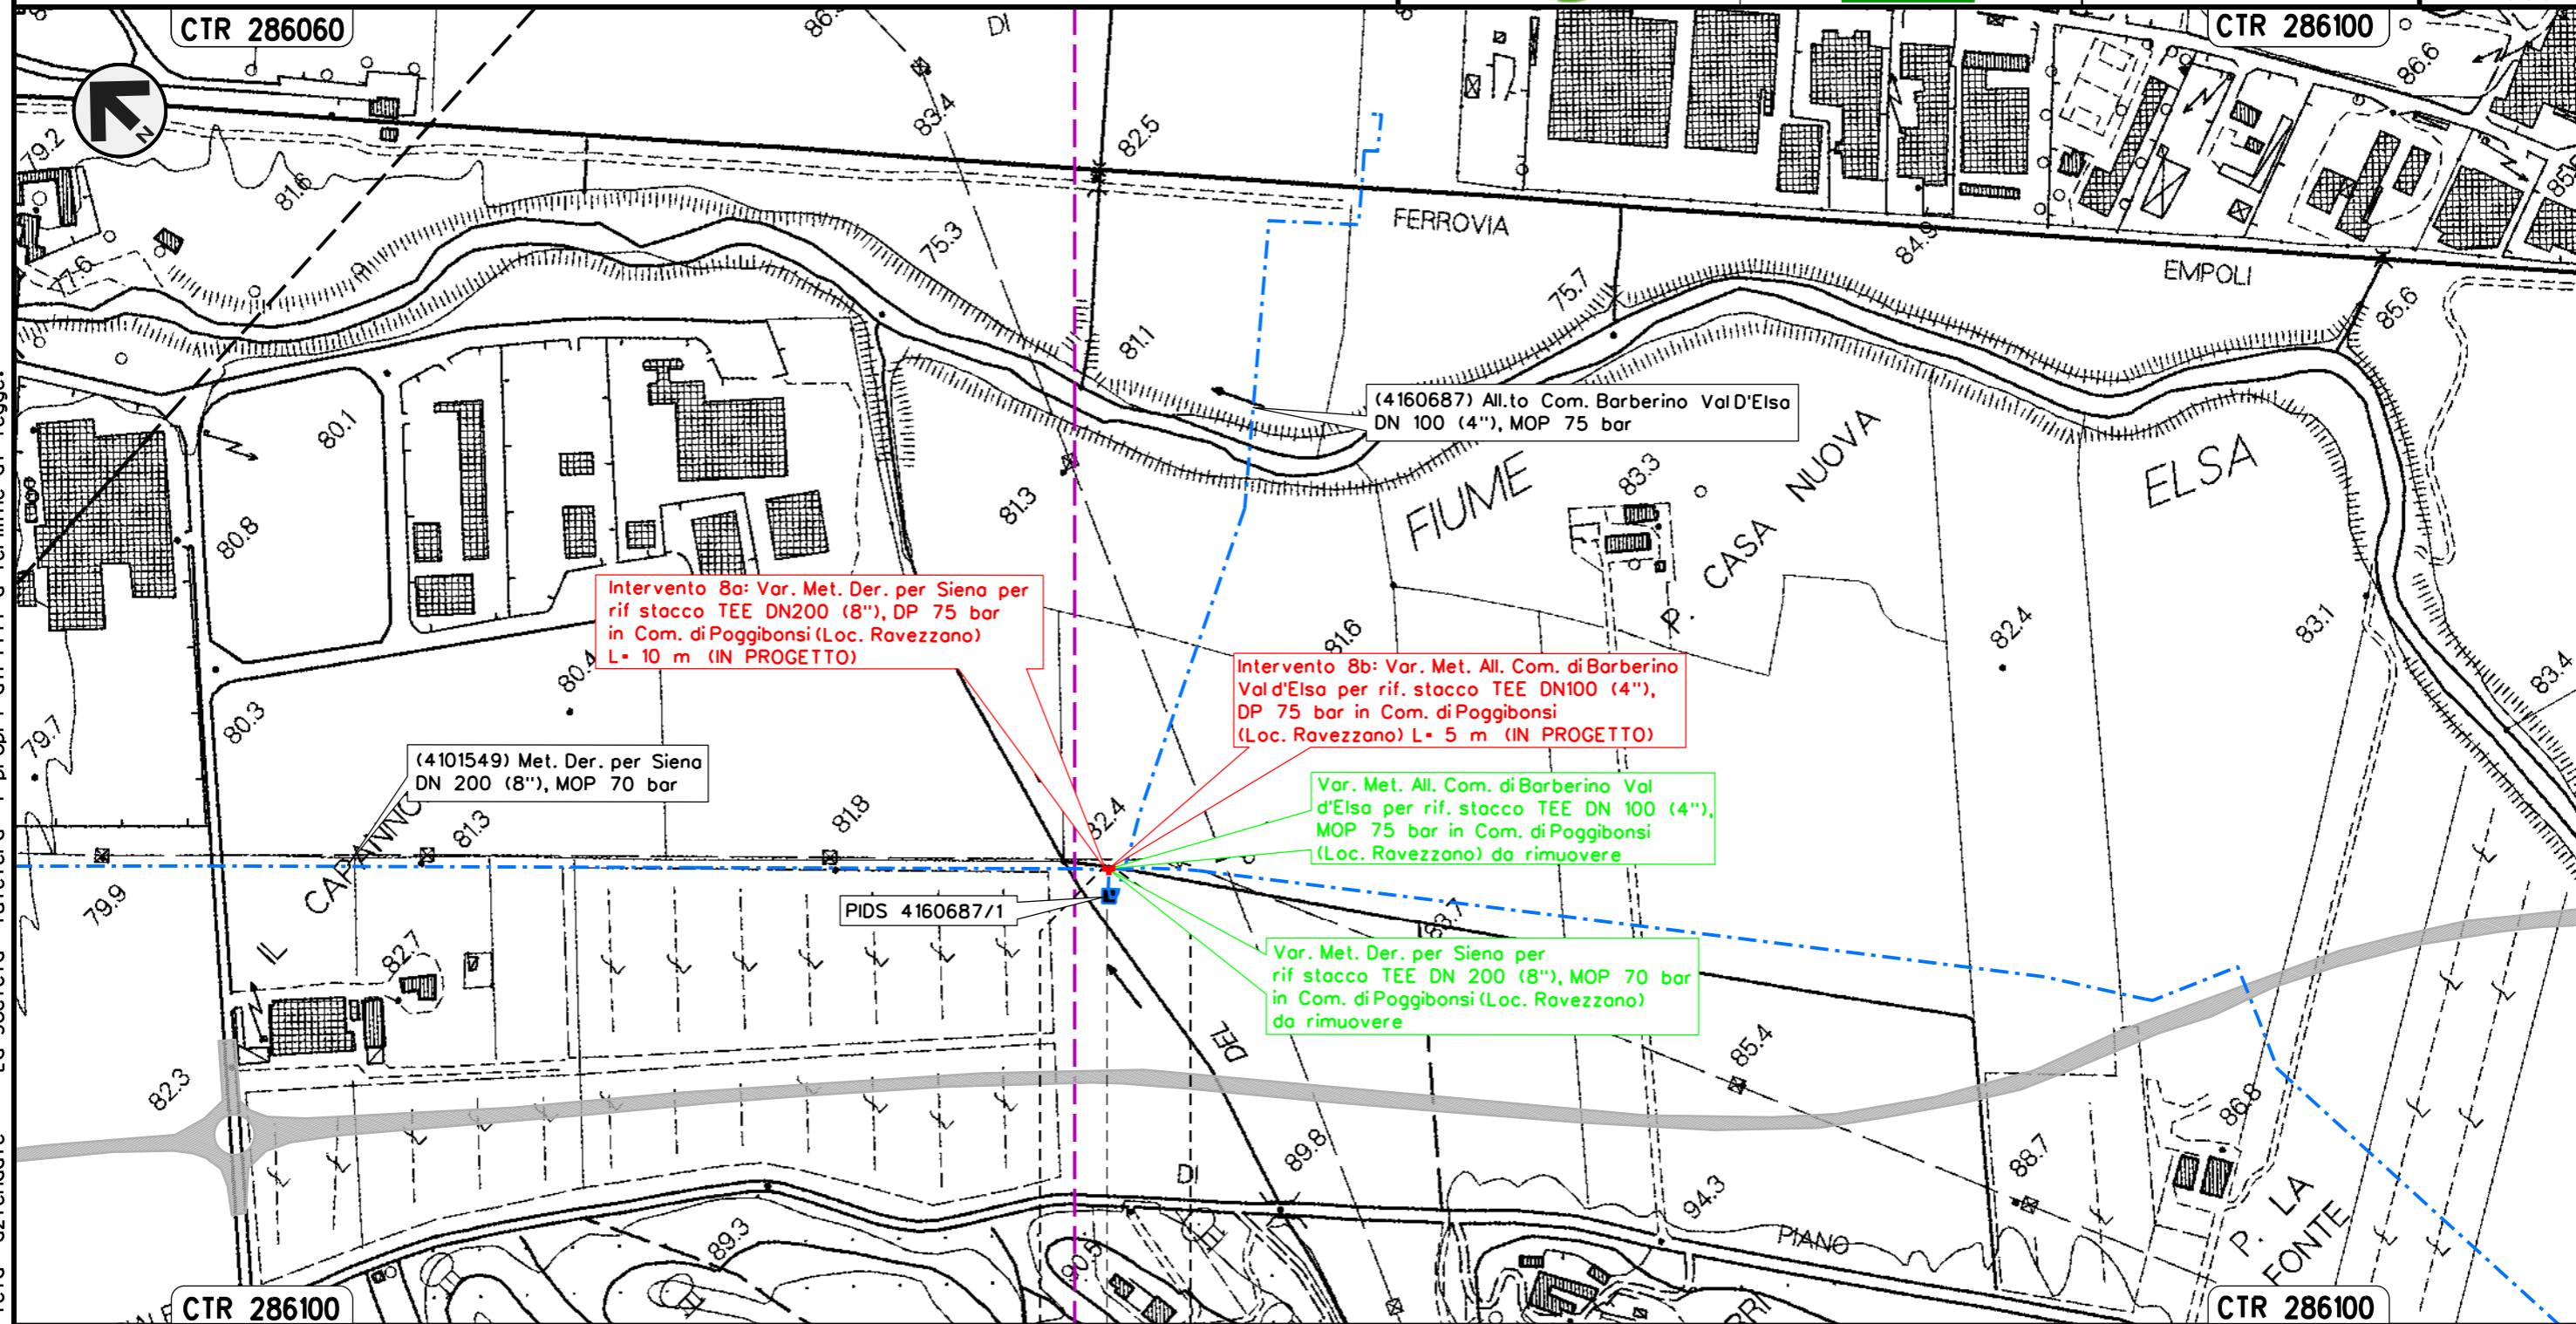 CTR 286060
CTR 286100
DI
86.6
83.4
82.5
79.2
81.6
75.3
FERROVIA
84.9
EMPOLI
77.6
75.7
85.6
81.1
80.1
(4160687) All.to Com. Barberino Val D'Elsa
DN 100 (4"), MOP 75 bar
FIUME
83.3
P. CASA NUOVA
ELSA
81.3
80.8
Intervento 8a: Var. Met. Der. per Siena per
rif stacco TEE DN200 (8"), DP 75 bar
in Com. di Poggibonsi (Loc. Ravezzano)
L= 10 m (IN PROGETTO)
81.6
82.4
83.1
83.4
80.4
Intervento 8b: Var. Met. All. Com. di Barberino
Val d'Elsa per rif. stacco TEE DN100 (4"),
DP 75 bar in Com. di Poggibonsi
(Loc. Ravezzano) L= 5 m (IN PROGETTO)
79.7
80.3
(4101549) Met. Der. per Siena
DN 200 (8"), MOP 70 bar
Var. Met. All. Com. di Barberino Val
d'Elsa per rif. stacco TEE DN 100 (4"),
MOP 75 bar in Com. di Poggibonsi
(Loc. Ravezzano) da rimuovere
81.3
81.8
82.4
79.9
IL CAPANNO
PIDS 4160687/1
83.7
82.7
Var. Met. Der. per Siena per
rif stacco TEE DN 200 (8"), MOP 70 bar
in Com. di Poggibonsi (Loc. Ravezzano)
da rimuovere
DEL
85.4
82.3
86.8
89.8
88.7
DI
94.3
PIANO
P. LA
FONTE
89.3
90.5
CTR 286100
CTR 286100